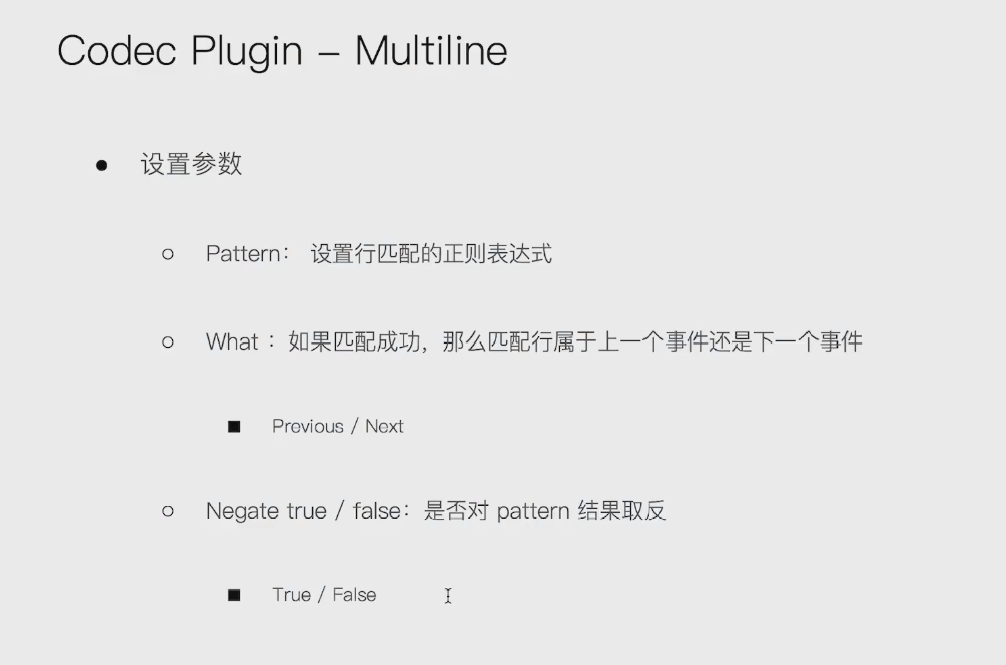 Codec Plugin – Multiline
设置参数
Pattern： 设置行匹配的正则表达式
What ：如果匹配成功，那么匹配行属于上一个事件还是下一个事件
Previous / Next
Negate true / false：是否对 pattern 结果取反
True / False